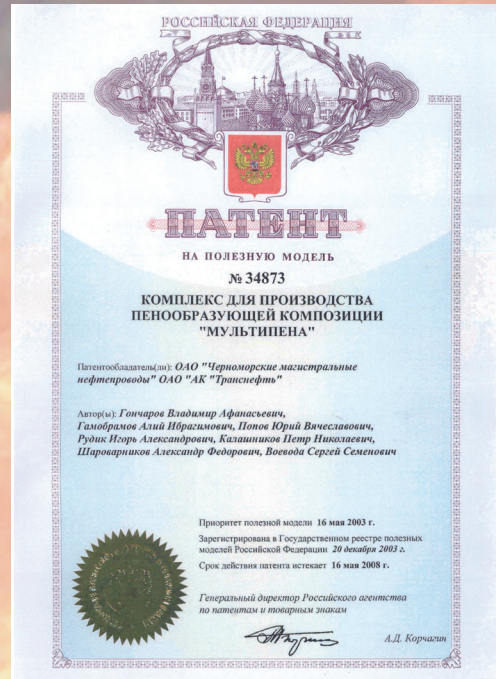 РОССИЙСКАЯ ФЕДЕРАЦИЯ
ПАТЕНТ
НА ПОЛЕЗНУЮ МОДЕЛЬ
№ 34873
КОМПЛЕКС ДЛЯ ПРОИЗВОДСТВА
ПЕНООБРАЗУЮЩЕЙ КОМПОЗИЦИИ
"МУЛЬТИПЕНА"
Патентообладатель(ли): ОАО "Черноморские магистральные
нефтепроводы" ОАО "АК "Транснефть"
Автор(ы): Гончаров Владимир Афанасьевич,
Гамобрамов Алий Ибрагимович, Попов Юрий Вячеславович,
Рудик Игорь Александрович, Калашников Петр Николаевич,
Шароварников Александр Федорович, Воевода Сергей Семенович
Приоритет полезной модели 16 мая 2003 г.
Зарегистрирована в Государственном реестре полезных
моделей Российской Федерации 20 декабря 2003 г.
Срок действия патента истекает 16 мая 2008 г.
Генеральный директор Российского агентства
по патентам и товарным знакам
А.Д. Корчагин